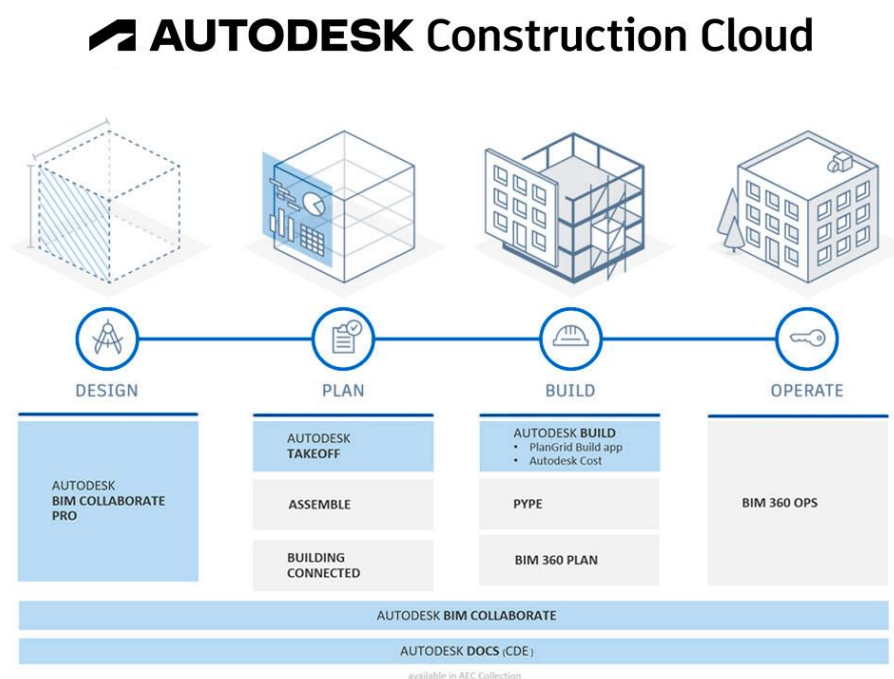 AUTODESK Construction Cloud
DESIGN
PLAN
BUILD
OPERATE
AUTODESK
BIM COLLABORATE
PRO
AUTODESK
TAKEOFF
ASSEMBLE
BUILDING
CONNECTED
AUTODESK BUILD
• PlanGrid Build app
• Autodesk Cost
PYPE
BIM 360 PLAN
BIM 360 OPS
AUTODESK BIM COLLABORATE
AUTODESK DOCS (CDE)
available in AEC Collection